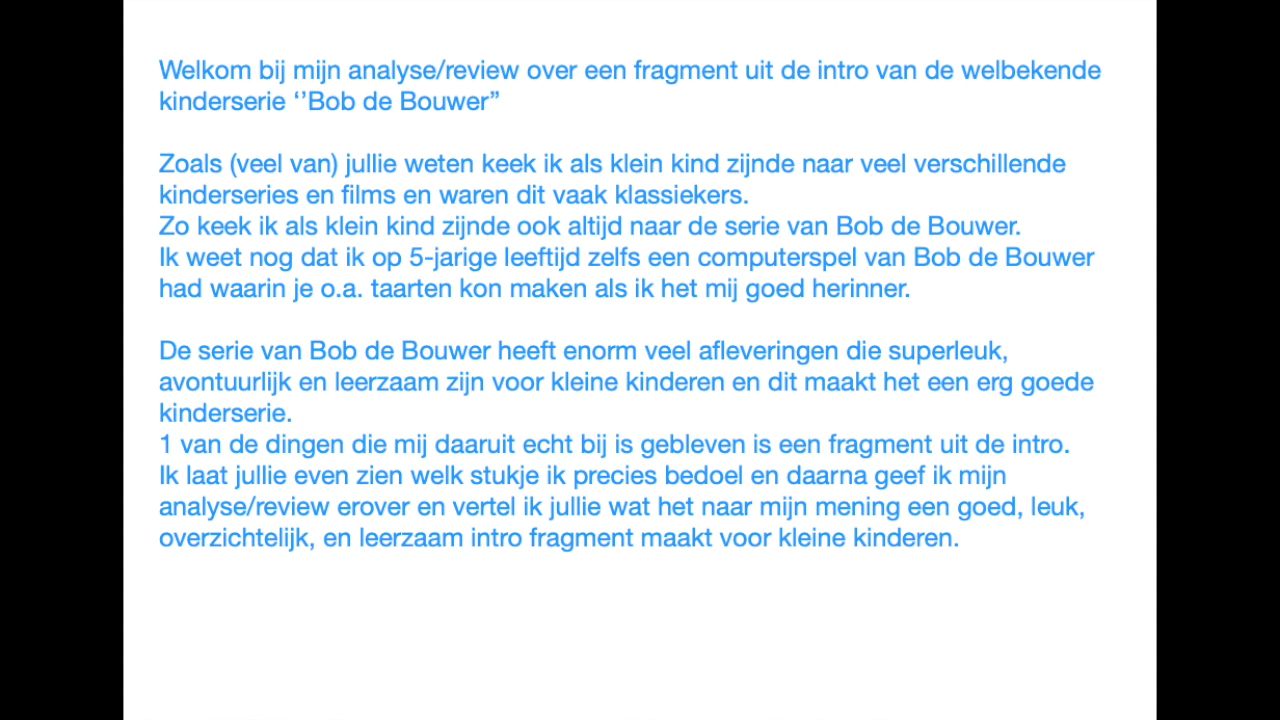 Welkom bij mijn analyse/review over een fragment uit de intro van de welbekende
kinderserie ‘’Bob de Bouwer”
Zoals (veel van) jullie weten keek ik als klein kind zijnde naar veel verschillende
kinderseries en films en waren dit vaak klassiekers.
Zo keek ik als klein kind zijnde ook altijd naar de serie van Bob de Bouwer.
Ik weet nog dat ik op 5-jarige leeftijd zelfs een computerspel van Bob de Bouwer
had waarin je o.a. taarten kon maken als ik het mij goed herinner.
De serie van Bob de Bouwer heeft enorm veel afleveringen die superleuk,
avontuurlijk en leerzaam zijn voor kleine kinderen en dit maakt het een erg goede
kinderserie.
1 van de dingen die mij daaruit echt bij is gebleven is een fragment uit de intro.
Ik laat jullie even zien welk stukje ik precies bedoel en daarna geef ik mijn
analyse/review erover en vertel ik jullie wat het naar mijn mening een goed, leuk,
overzichtelijk, en leerzaam intro fragment maakt voor kleine kinderen.